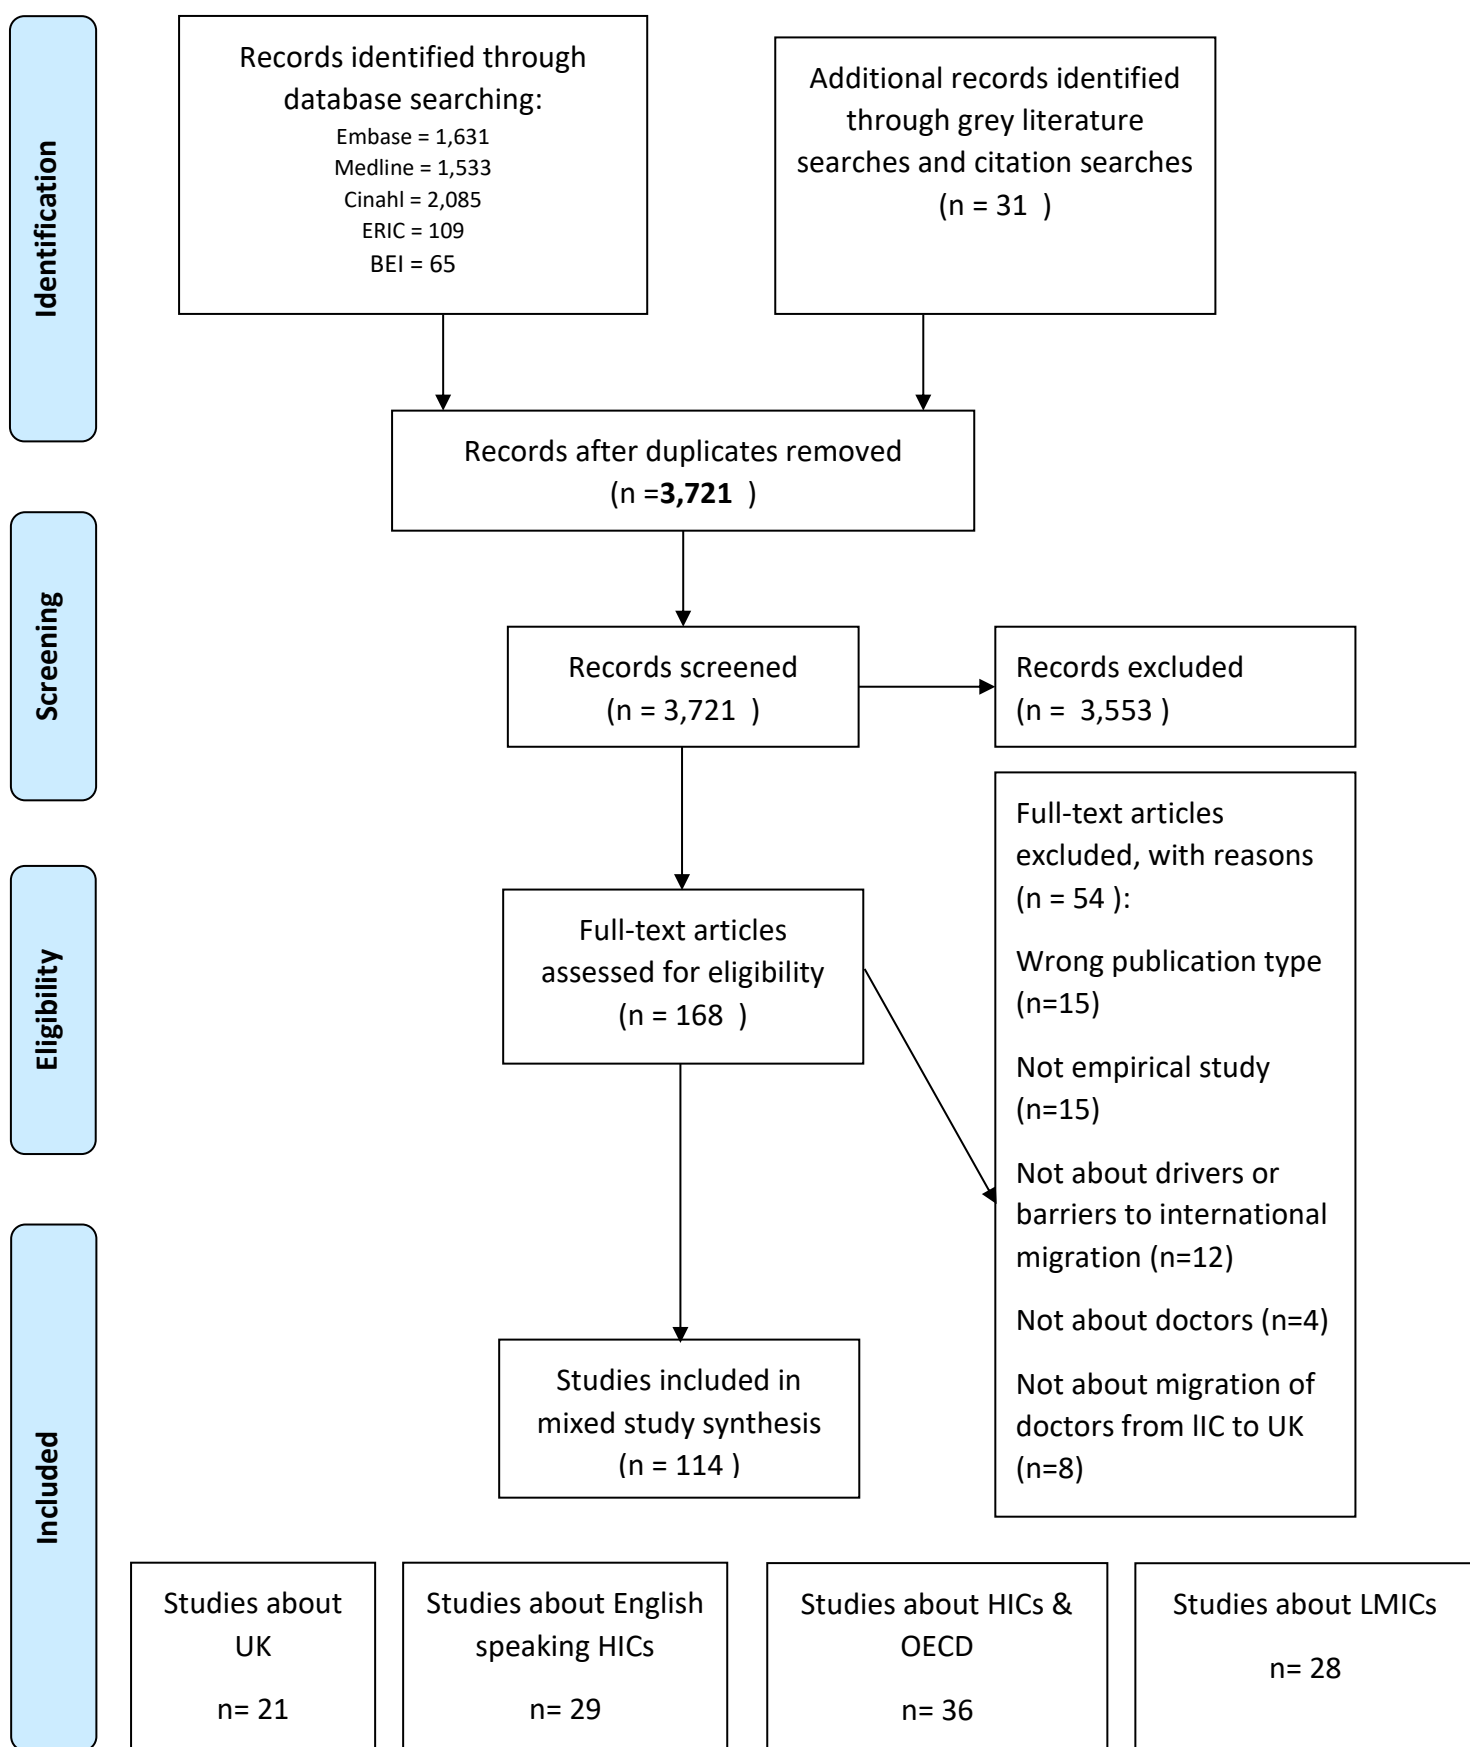 Identification
Records identified through
database searching:
Embase = 1,631
Medline = 1,533
Cinahl = 2,085
ERIC = 109
BEI = 65
Additional records identified
through grey literature
searches and citation searches
(n = 31 )
Records after duplicates removed
(n =3,721 )
Screening
Records screened
(n = 3,721 )
Records excluded
(n = 3,553 )
Eligibility
Full-text articles
assessed for eligibility
(n = 168 )
Full-text articles
excluded, with reasons
(n = 54 ):
Wrong publication type
(n=15)
Not empirical study
(n=15)
Not about drivers or
barriers to international
migration (n=12)
Not about doctors (n=4)
Not about migration of
doctors from lIC to UK
(n=8)
Included
Studies included in
mixed study synthesis
(n = 114 )
Studies about
UK
n= 21
Studies about English
speaking HICs
n= 29
Studies about HICs &
OECD
n= 36
Studies about LMICs
n= 28